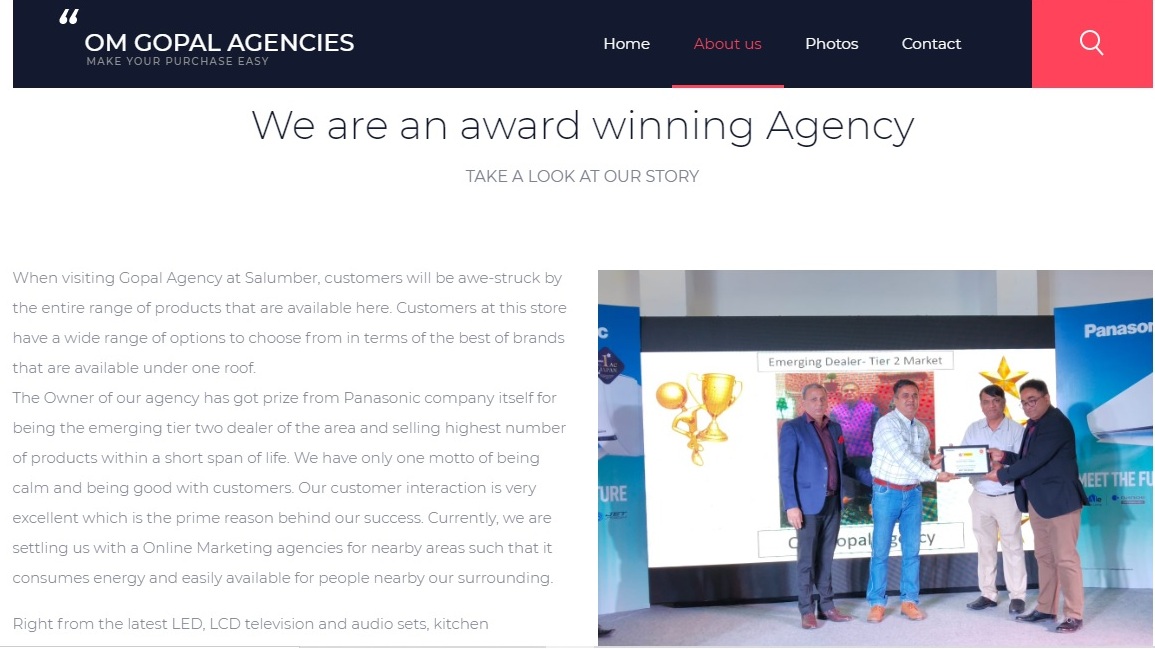 “
OM GOPAL AGENCIES
MAKE YOUR PURCHASE EASY
Home About us Photos Contact
We are an award winning Agency
TAKE A LOOK AT OUR STORY
When visiting Gopal Agency at Salumber, customers will be awe-struck by
the entire range of products that are available here. Customers at this store
have a wide range of options to choose from in terms of the best of brands
that are available under one roof.
The Owner of our agency has got prize from Panasonic company itself for
being the emerging tier two dealer of the area and selling highest number
of products within a short span of life. We have only one motto of being
calm and being good with customers. Our customer interaction is very
excellent which is the prime reason behind our success. Currently, we are
settling us with a Online Marketing agencies for nearby areas such that it
consumes energy and easily available for people nearby our surrounding.
Right from the latest LED, LCD television and audio sets, kitchen
Panason
Emerging Dealer- Tier 2 Market
MEET THE FU
TURE
JET